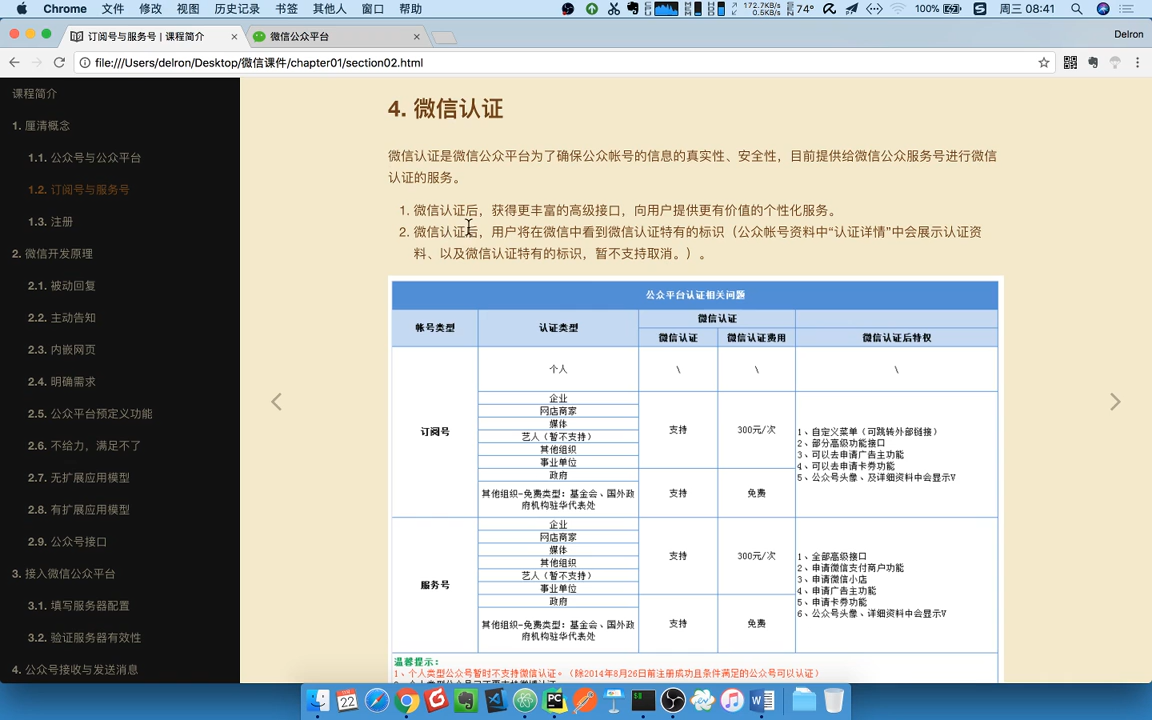 Chrome 文件 修改 视图 历史记录 书签 其他人 窗口 帮助 172.7KB/s 0.5KB/s 74° 100% 周三 08:41
订阅号与服务号 | 课程简介 微信公众平台 Delron
file:///Users/delron/Desktop/微信课件/chapter01/section02.html
课程简介
1. 厘清概念
1.1. 公众号与公众平台
1.2. 订阅号与服务号
1.3. 注册
2. 微信开发原理
2.1. 被动回复
2.2. 主动告知
2.3. 内嵌网页
2.4. 明确需求
2.5. 公众平台预定义功能
2.6. 不给力，满足不了
2.7. 无扩展应用模型
2.8. 有扩展应用模型
2.9. 公众号接口
3. 接入微信公众平台
3.1. 填写服务器配置
3.2. 验证服务器有效性
4. 公众号接收与发送消息
4. 微信认证
微信认证是微信公众平台为了确保公众帐号的信息的真实性、安全性，目前提供给微信公众服务号进行微信
认证的服务。
1. 微信认证后，获得更丰富的高级接口，向用户提供更有价值的个性化服务。
2. 微信认证后，用户将在微信中看到微信认证特有的标识（公众帐号资料中“认证详情”中会展示认证资
料、以及微信认证特有的标识，暂不支持取消。）。
公众平台认证相关问题
帐号类型 认证类型 微信认证
微信认证 微信认证费用 微信认证后特权
订阅号
个人 \ \ \
企业
网店商家
媒体
艺人（暂不支持）
其他组织
事业单位
支持 300元/次
政府
其他组织-免费类型：基金会、国外政
府机构驻华代表处
支持 免费
1、自定义菜单（可跳转外部链接）
2、部分高级功能接口
3、可以去申请广告主功能
4、可以去申请卡券功能
5、公众号头像、及详细资料中会显示V
服务号
企业
网店商家
媒体
其他组织
艺人（暂不支持）
事业单位
支持 300元/次
政府
其他组织-免费类型：基金会、国外政
府机构驻华代表处
支持 免费
1、全部高级接口
2、申请微信支付商户功能
3、申请微信小店
4、申请广告主功能
5、申请卡券功能
6、公众号头像、详细资料中会显示V
温馨提示：
1、个人类型公众号暂时不支持微信认证。（除2014年8月26日前注册成功且条件满足的公众号可以认证）
22
PC